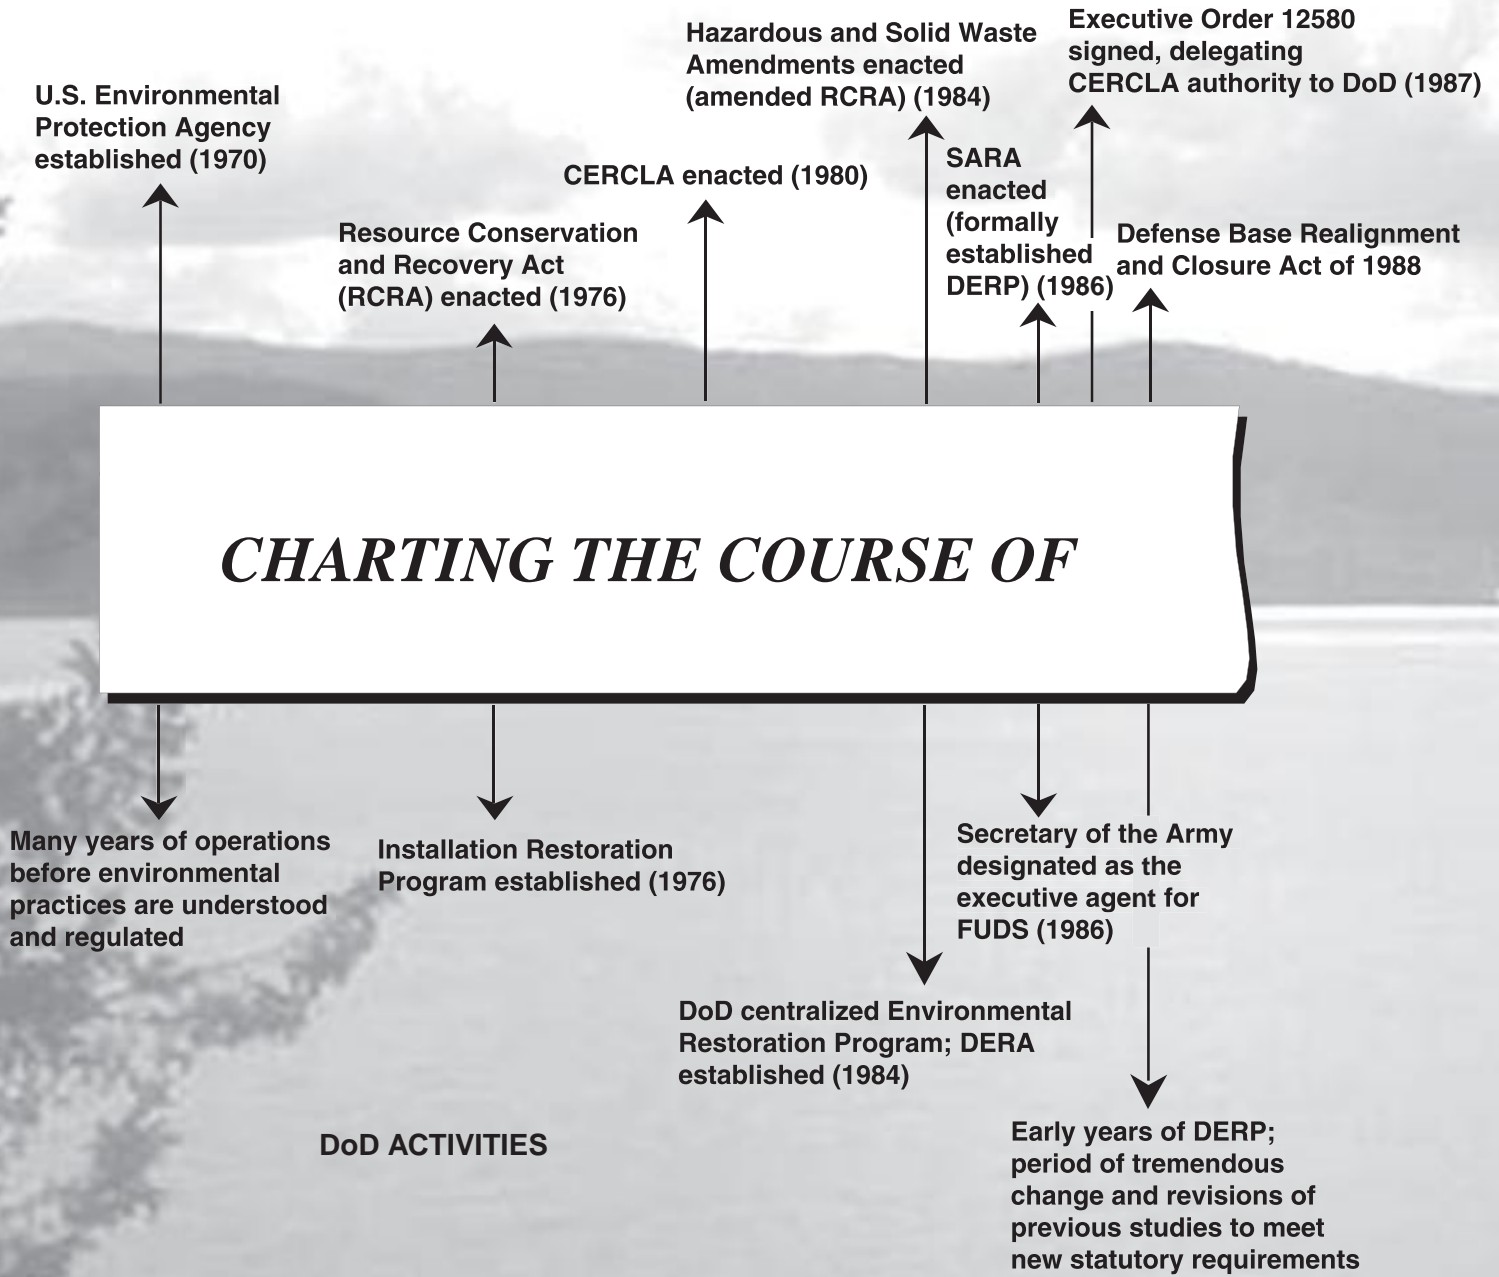 U.S. Environmental
Protection Agency
established (1970)
Resource Conservation
and Recovery Act
(RCRA) enacted (1976)
CERCLA enacted (1980)
Hazardous and Solid Waste
Amendments enacted
(amended RCRA) (1984)
SARA
enacted
(formally
established
DERP) (1986)
Executive Order 12580
signed, delegating
CERCLA authority to DoD (1987)
Defense Base Realignment
and Closure Act of 1988
CHARTING THE COURSE OF
Many years of operations
before environmental
practices are understood
and regulated
Installation Restoration
Program established (1976)
DoD centralized Environmental
Restoration Program; DERA
established (1984)
Secretary of the Army
designated as the
executive agent for
FUDS (1986)
Early years of DERP;
period of tremendous
change and revisions of
previous studies to meet
new statutory requirements
DoD ACTIVITIES